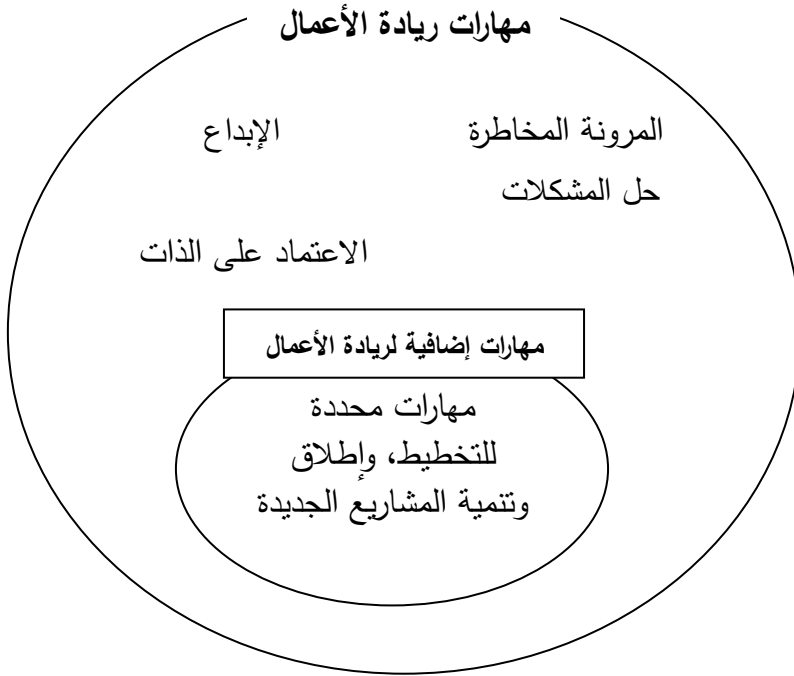 مهارات ريادة الأعمال
المرونة المخاطرة الإبداع
حل المشكلات
الاعتماد على الذات
مهارات إضافية لريادة الأعمال
مهارات محددة
للتخطيط، وإطلاق
وتنمية المشاريع الجديدة